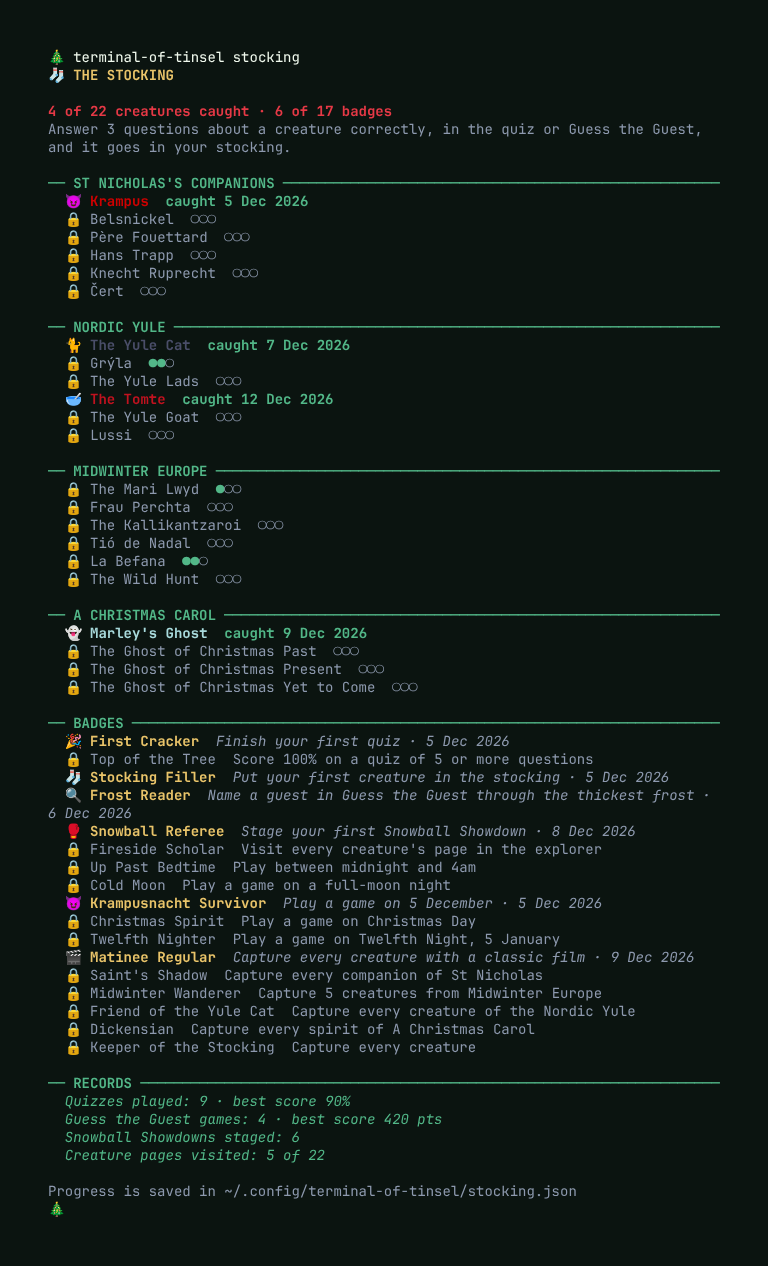 🎄 terminal-of-tinsel stocking
🧦 THE STOCKING
4 of 22 creatures caught · 6 of 17 badges
Answer 3 questions about a creature correctly, in the quiz or Guess the Guest,
and it goes in your stocking.
── ST NICHOLAS'S COMPANIONS ──
😈 Krampus  caught 5 Dec 2026
🔒 Belsnickel  ○○○
🔒 Père Fouettard  ○○○
🔒 Hans Trapp  ○○○
🔒 Knecht Ruprecht  ○○○
🔒 Čert  ○○○
── NORDIC YULE ──
🐈 The Yule Cat  caught 7 Dec 2026
🔒 Grýla  ●●○
🔒 The Yule Lads  ○○○
🥣 The Tomte  caught 12 Dec 2026
🔒 The Yule Goat  ○○○
🔒 Lussi  ○○○
── MIDWINTER EUROPE ──
🔒 The Mari Lwyd  ●○○
🔒 Frau Perchta  ○○○
🔒 The Kallikantzaroi  ○○○
🔒 Tió de Nadal  ○○○
🔒 La Befana  ●●○
🔒 The Wild Hunt  ○○○
── A CHRISTMAS CAROL ──
👻 Marley's Ghost  caught 9 Dec 2026
🔒 The Ghost of Christmas Past  ○○○
🔒 The Ghost of Christmas Present  ○○○
🔒 The Ghost of Christmas Yet to Come  ○○○
── BADGES ──
🎉 First Cracker  Finish your first quiz · 5 Dec 2026
🔒 Top of the Tree  Score 100% on a quiz of 5 or more questions
🧦 Stocking Filler  Put your first creature in the stocking · 5 Dec 2026
🔍 Frost Reader  Name a guest in Guess the Guest through the thickest frost ·
6 Dec 2026
🥊 Snowball Referee  Stage your first Snowball Showdown · 8 Dec 2026
🔒 Fireside Scholar  Visit every creature's page in the explorer
🔒 Up Past Bedtime  Play between midnight and 4am
🔒 Cold Moon  Play a game on a full-moon night
😈 Krampusnacht Survivor  Play a game on 5 December · 5 Dec 2026
🔒 Christmas Spirit  Play a game on Christmas Day
🔒 Twelfth Nighter  Play a game on Twelfth Night, 5 January
🎬 Matinee Regular  Capture every creature with a classic film · 9 Dec 2026
🔒 Saint's Shadow  Capture every companion of St Nicholas
🔒 Midwinter Wanderer  Capture 5 creatures from Midwinter Europe
🔒 Friend of the Yule Cat  Capture every creature of the Nordic Yule
🔒 Dickensian  Capture every spirit of A Christmas Carol
🔒 Keeper of the Stocking  Capture every creature
── RECORDS ──
Quizzes played: 9 · best score 90%
Guess the Guest games: 4 · best score 420 pts
Snowball Showdowns staged: 6
Creature pages visited: 5 of 22
Progress is saved in ~/.config/terminal-of-tinsel/stocking.json
🎄